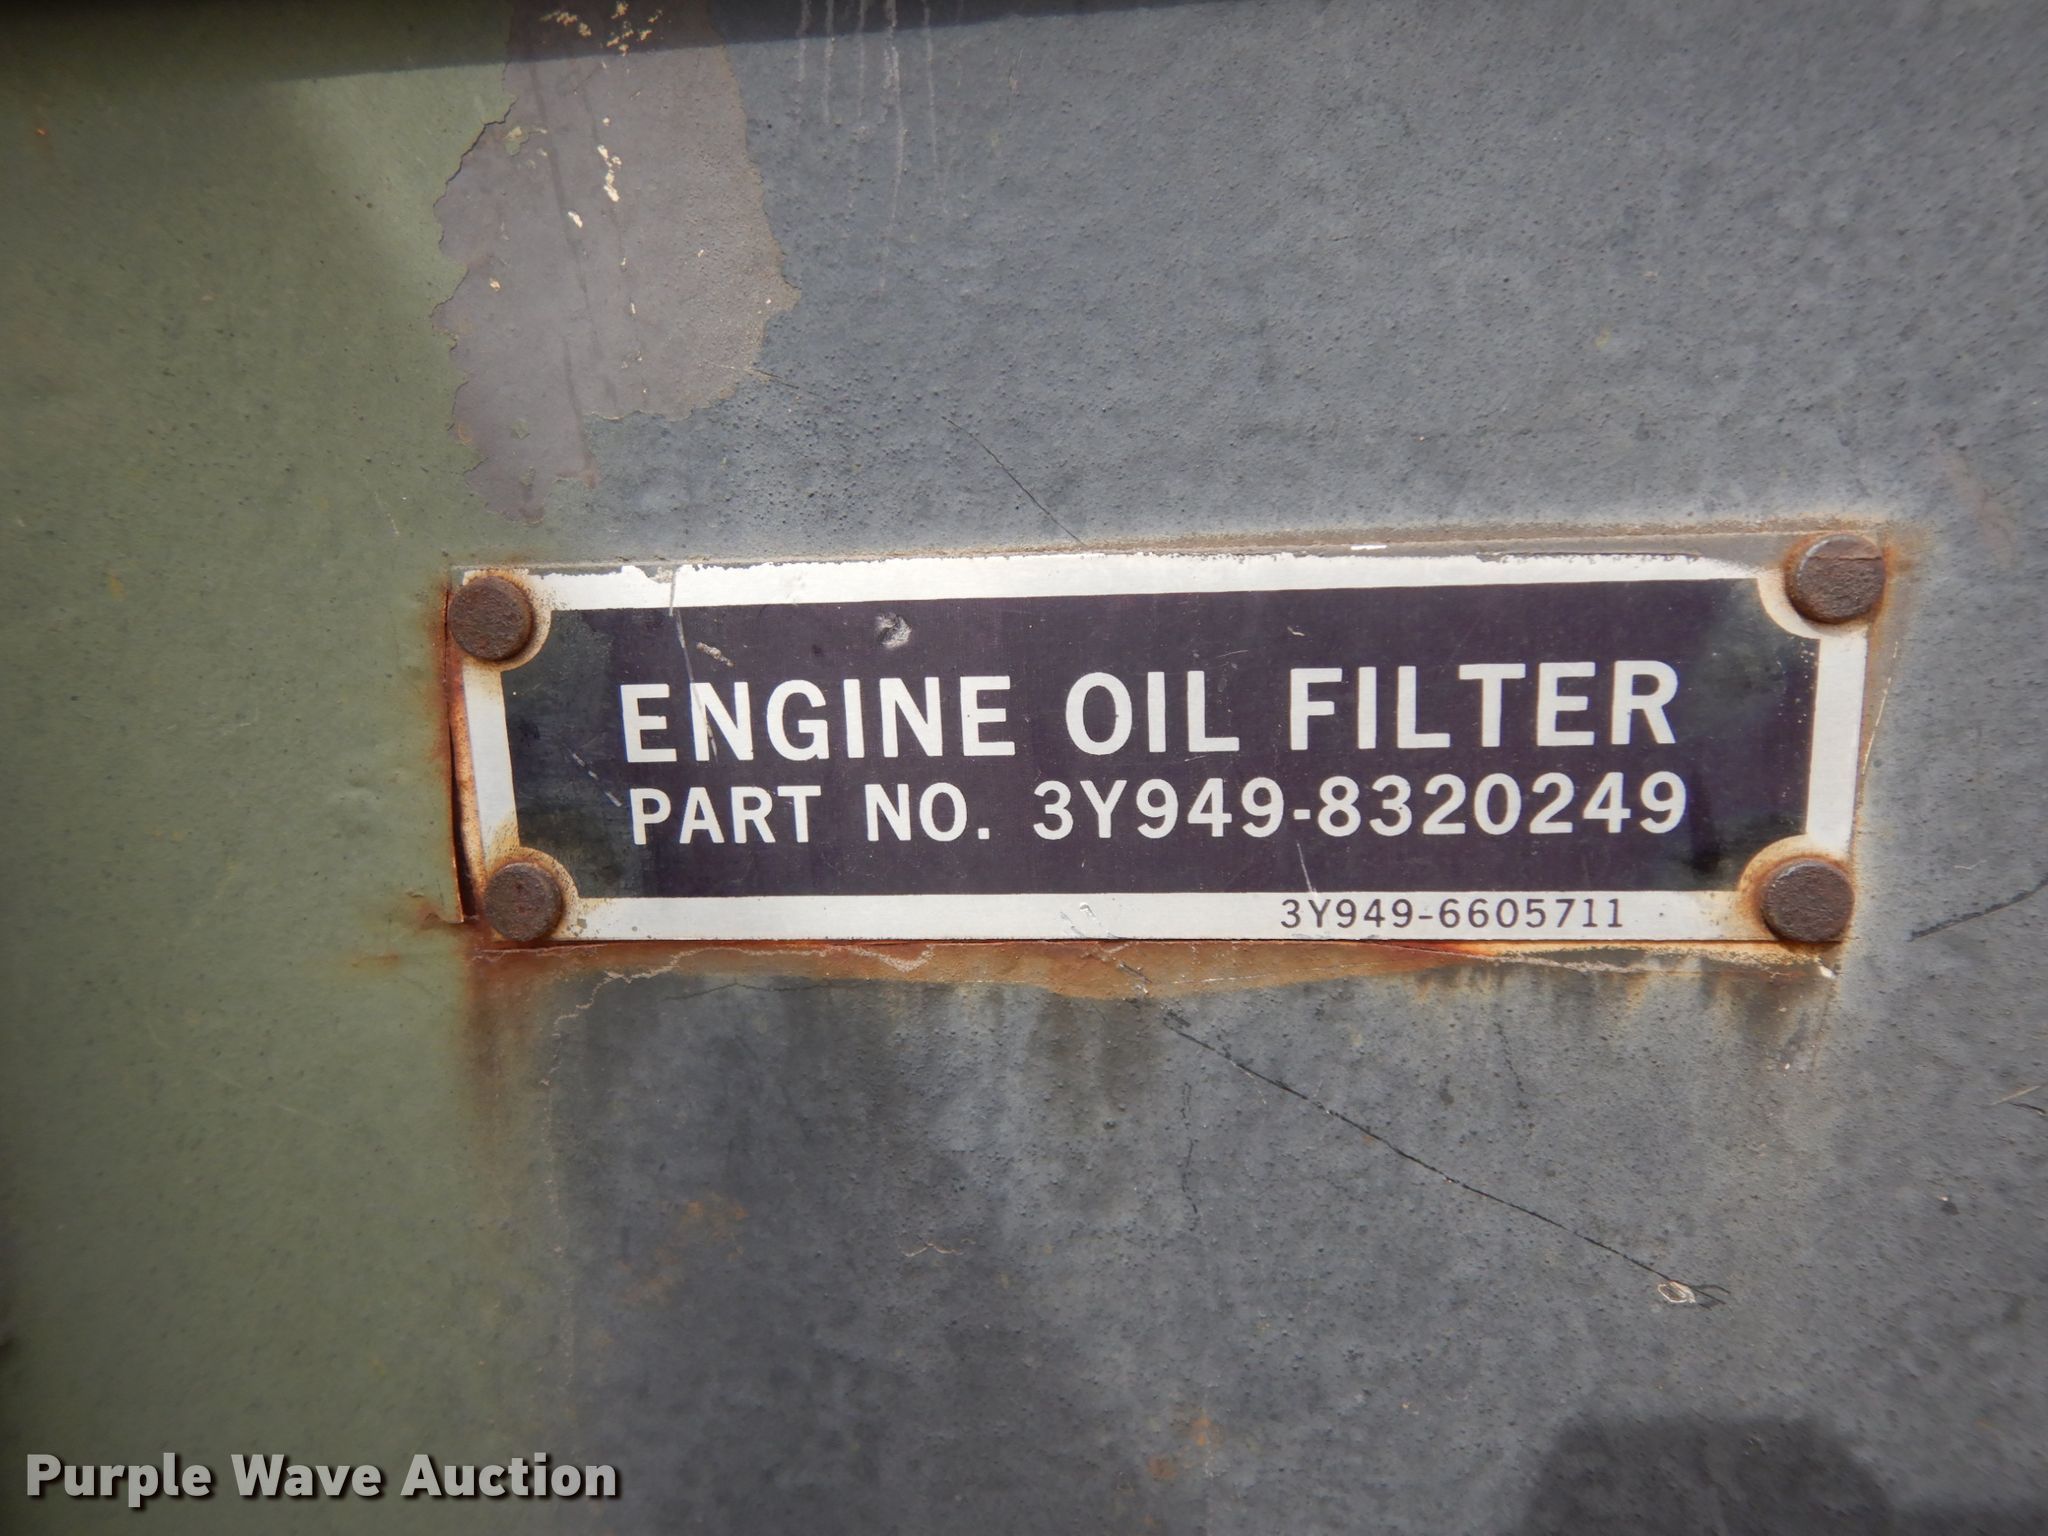 ENGINE OIL FILTER
PART NO. 3Y949-8320249
3Y949-6605711
Purple Wave Auction